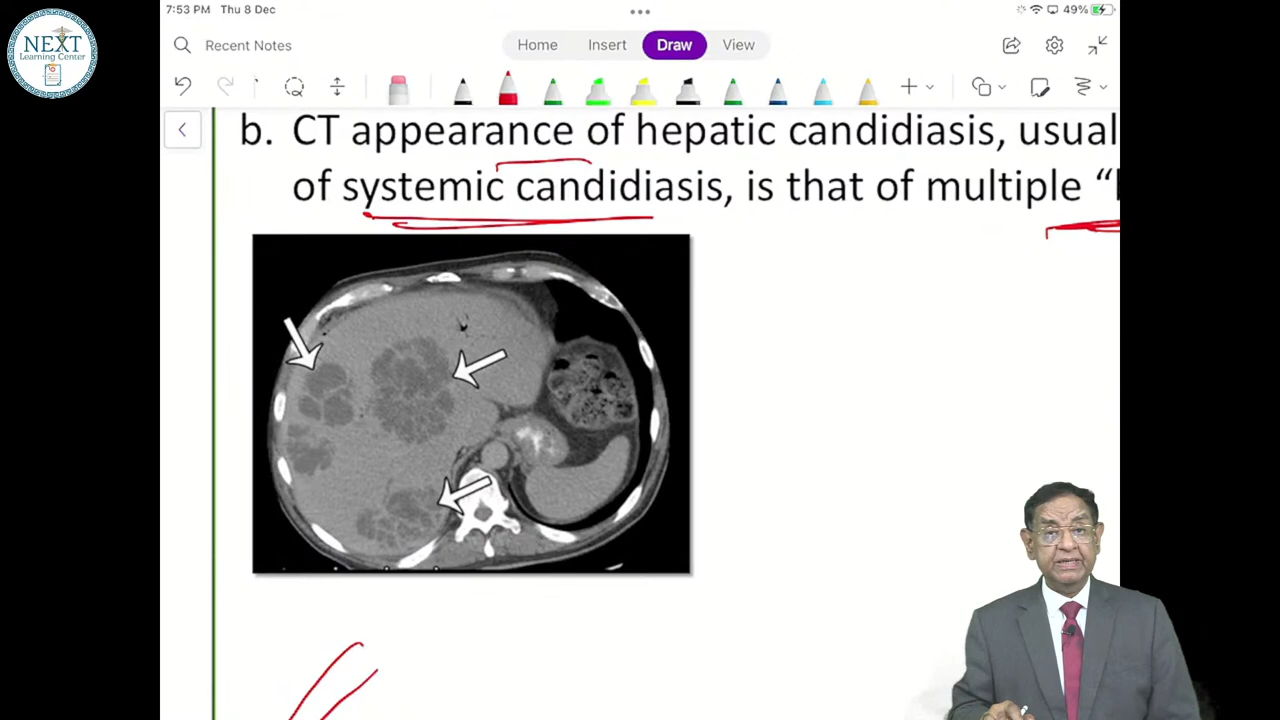 7:53 PM Thu 8 Dec
49%
NEXT
Learning Center
Recent Notes
Home Insert Draw View
b. CT appearance of hepatic candidiasis, usual
of systemic candidiasis, is that of multiple “